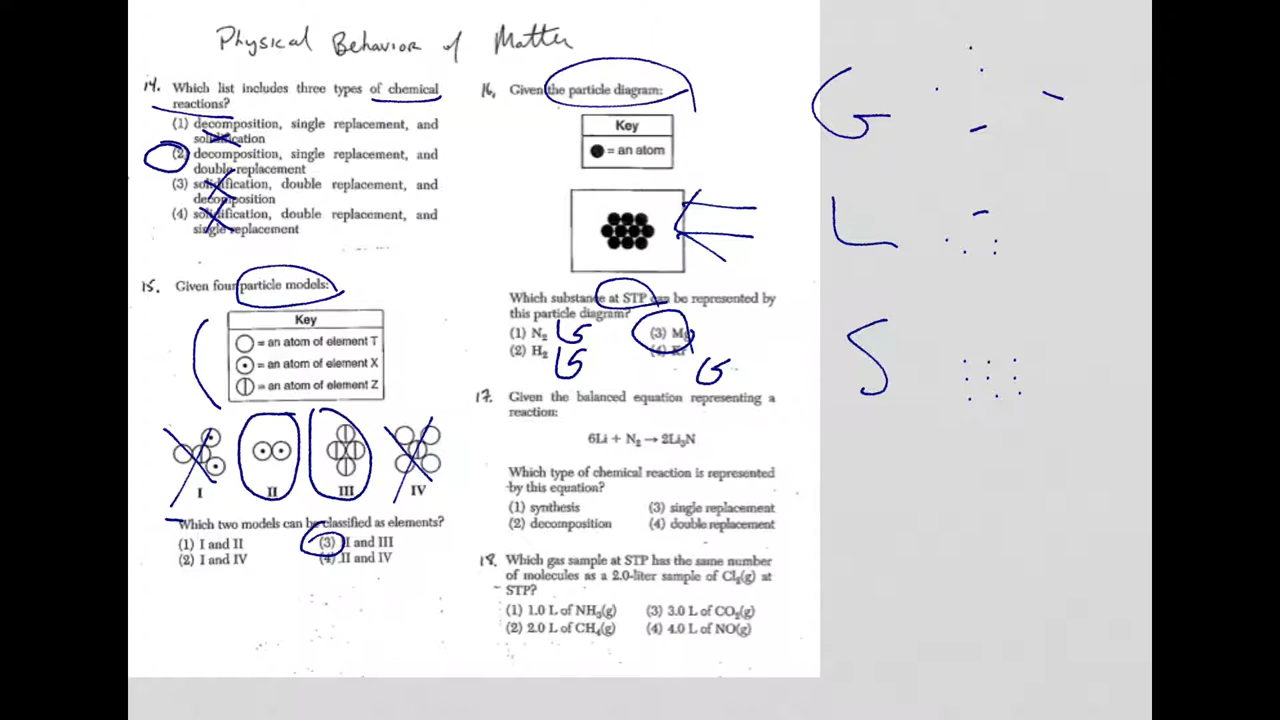 Physical Behavior of Matter
14. Which list includes three types of chemical
reactions?
(1) decomposition, single replacement, and
solidification
(2) decomposition, single replacement, and
double replacement
(3) solidification, double replacement, and
decomposition
(4) solidification, double replacement, and
single replacement
15. Given four particle models:
Key
= an atom of element T
= an atom of element X
= an atom of element Z
I II III IV
Which two models can be classified as elements?
(1) I and II (3) II and III
(2) I and IV (4) II and IV
16. Given the particle diagram:
Key
= an atom
Which substance at STP can be represented by
this particle diagram?
(1) N₂ G (3) Mg
(2) H₂ G (4) Kr G
17. Given the balanced equation representing a
reaction:
6Li + N₂ → 2Li₃N
Which type of chemical reaction is represented
by this equation?
(1) synthesis (3) single replacement
(2) decomposition (4) double replacement
18. Which gas sample at STP has the same number
of molecules as a 2.0-liter sample of Cl₂(g) at
STP?
(1) 1.0 L of NH₃(g) (3) 3.0 L of CO₂(g)
(2) 2.0 L of CH₄(g) (4) 4.0 L of NO(g)
G
L
S